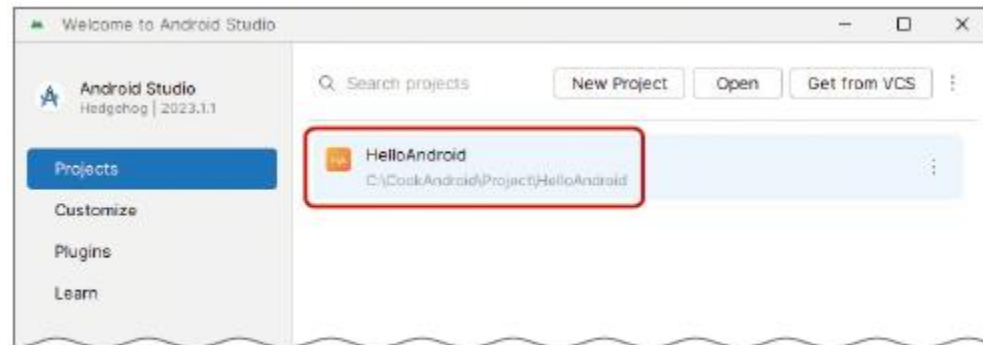 Welcome to Android Studio
Android Studio
Hedgehog | 2023.1.1
Search projects
New Project
Open
Get from VCS
Projects
Customize
Plugins
Learn
HA
HelloAndroid
C:\CookAndroid\Project\HelloAndroid